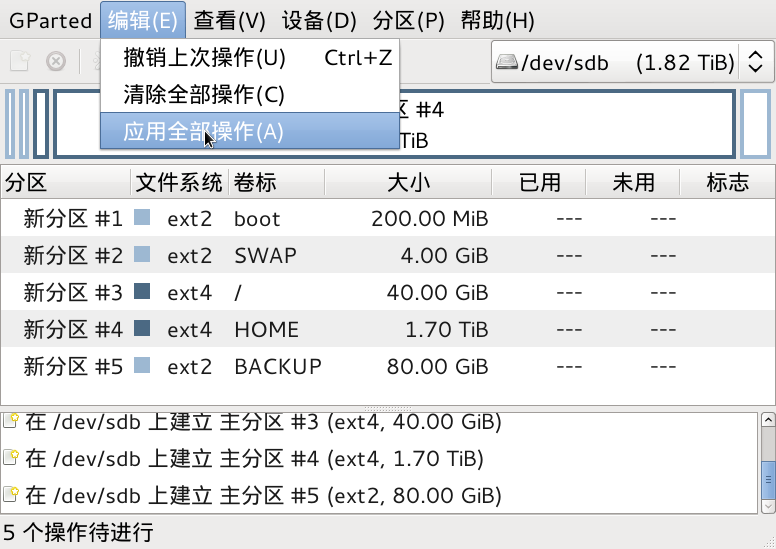 GParted 编辑(E) 查看(V) 设备(D) 分区(P) 帮助(H)
撤销上次操作(U) Ctrl+Z
清除全部操作(C)
应用全部操作(A)
/dev/sdb (1.82 TiB)
区 #4
TiB
分区 文件系统 卷标 大小 已用 未用 标志
新分区 #1 ext2 boot 200.00 MiB --- ---
新分区 #2 ext2 SWAP 4.00 GiB --- ---
新分区 #3 ext4 / 40.00 GiB --- ---
新分区 #4 ext4 HOME 1.70 TiB --- ---
新分区 #5 ext2 BACKUP 80.00 GiB --- ---
在 /dev/sdb 上建立 主分区 #3 (ext4, 40.00 GiB)
在 /dev/sdb 上建立 主分区 #4 (ext4, 1.70 TiB)
在 /dev/sdb 上建立 主分区 #5 (ext2, 80.00 GiB)
5 个操作待进行